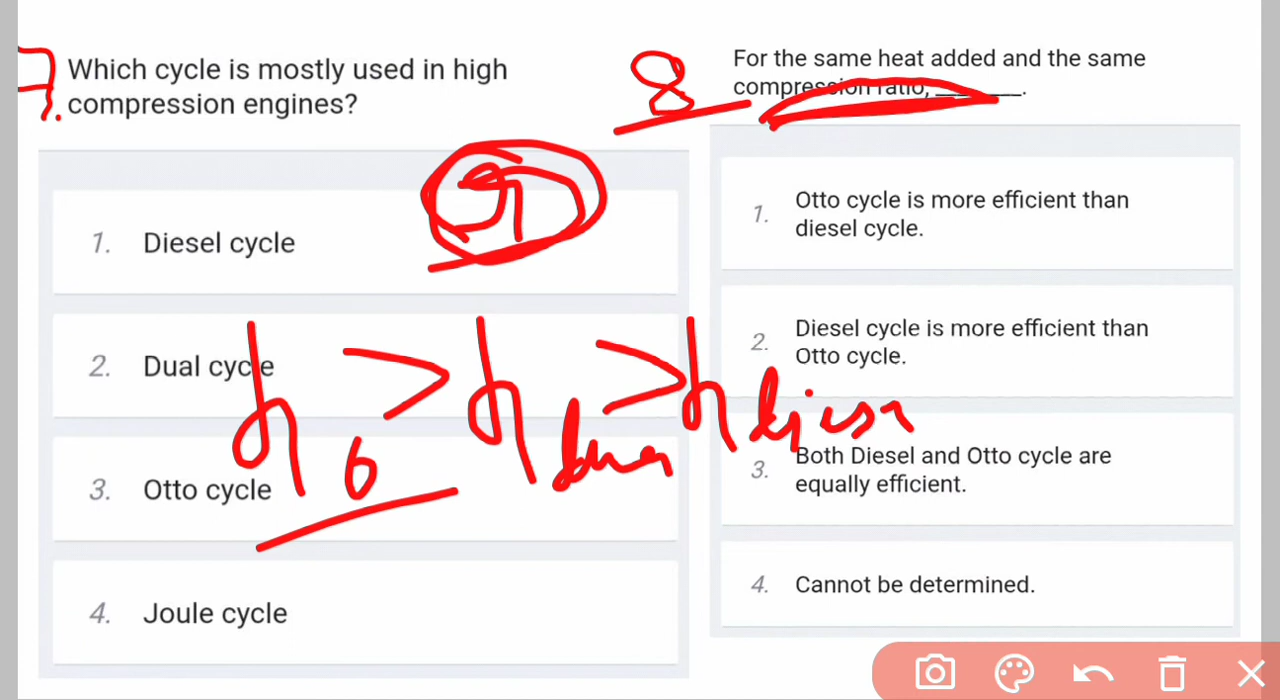 7.
Which cycle is mostly used in high
compression engines?
1. Diesel cycle
2. Dual cycle
3. Otto cycle
4. Joule cycle
8
For the same heat added and the same
compression ratio, ________.
1. Otto cycle is more efficient than
diesel cycle.
2. Diesel cycle is more efficient than
Otto cycle.
3. Both Diesel and Otto cycle are
equally efficient.
4. Cannot be determined.